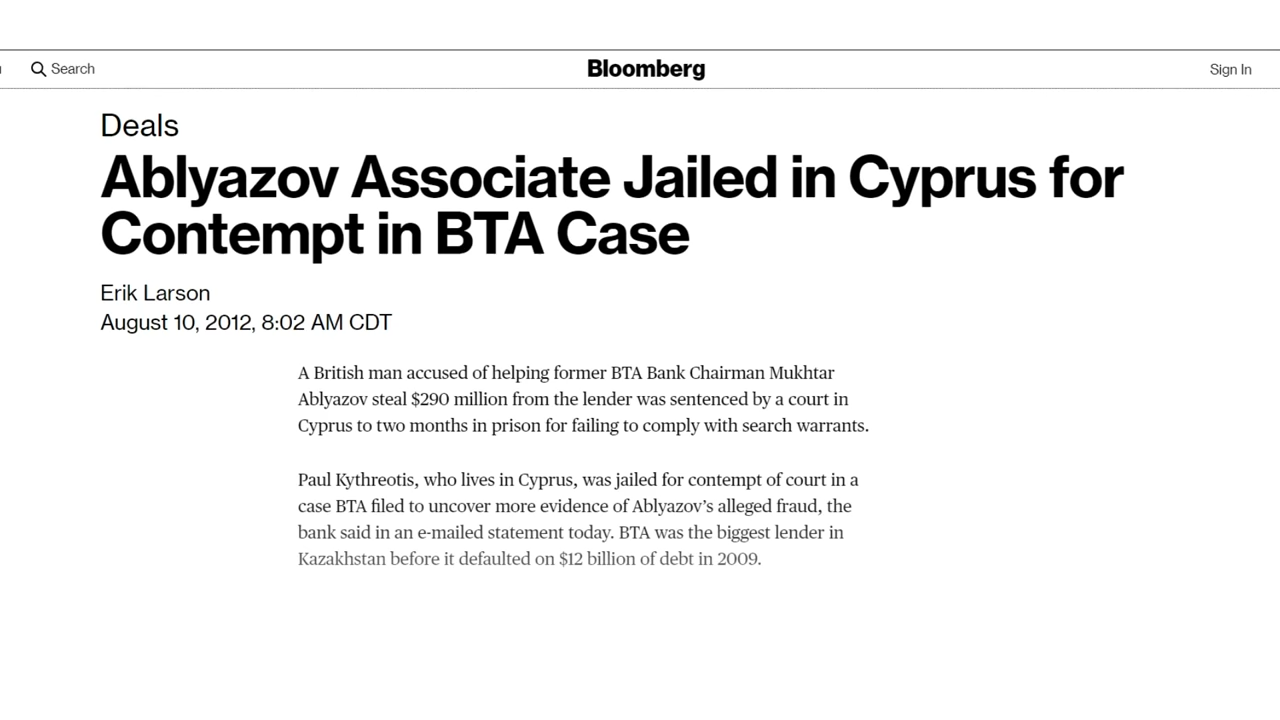 Search
Bloomberg
Sign In
Deals
Ablyazov Associate Jailed in Cyprus for
Contempt in BTA Case
Erik Larson
August 10, 2012, 8:02 AM CDT
A British man accused of helping former BTA Bank Chairman Mukhtar
Ablyazov steal $290 million from the lender was sentenced by a court in
Cyprus to two months in prison for failing to comply with search warrants.
Paul Kythreotis, who lives in Cyprus, was jailed for contempt of court in a
case BTA filed to uncover more evidence of Ablyazov’s alleged fraud, the
bank said in an e-mailed statement today. BTA was the biggest lender in
Kazakhstan before it defaulted on $12 billion of debt in 2009.